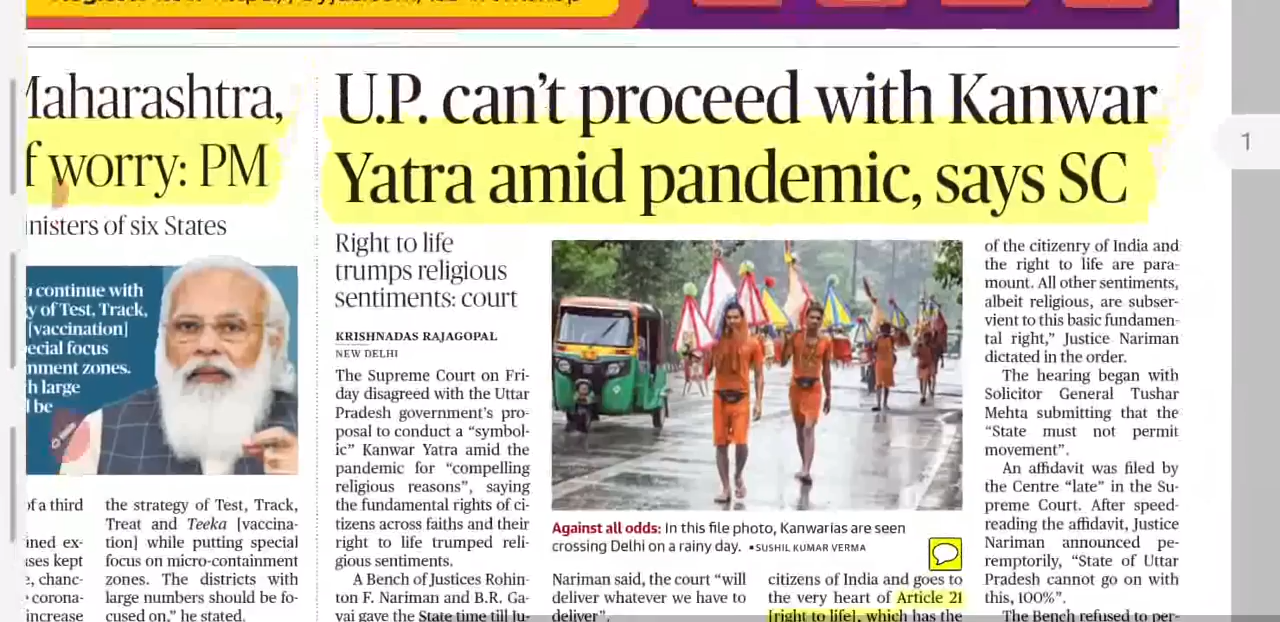 Maharashtra,
f worry: PM
nisters of six States
continue with
y of Test, Track,
[vaccination]
ecial focus
nment zones.
h large
be
of a third
ined ex-
ases kept
e, chanc-
corona-
increase
the strategy of Test, Track,
Treat and Teeka [vaccina-
tion] while putting special
focus on micro-containment
zones. The districts with
large numbers should be fo-
cused on," he stated.
U.P. can't proceed with Kanwar
Yatra amid pandemic, says SC
Right to life
trumps religious
sentiments: court
KRISHNADAS RAJAGOPAL
NEW DELHI
The Supreme Court on Fri-
day disagreed with the Uttar
Pradesh government's pro-
posal to conduct a "symbol-
ic" Kanwar Yatra amid the
pandemic for "compelling
religious reasons", saying
the fundamental rights of ci-
tizens across faiths and their
right to life trumped reli-
gious sentiments.
A Bench of Justices Rohin-
ton F. Nariman and B.R. Ga-
vai gave the State time till Ju-
Against all odds: In this file photo, Kanwarias are seen
crossing Delhi on a rainy day. ▪SUSHIL KUMAR VERMA
Nariman said, the court "will
deliver whatever we have to
deliver".
citizens of India and goes to
the very heart of Article 21
[right to life], which has the
of the citizenry of India and
the right to life are para-
mount. All other sentiments,
albeit religious, are subser-
vient to this basic fundamen-
tal right," Justice Nariman
dictated in the order.
The hearing began with
Solicitor General Tushar
Mehta submitting that the
"State must not permit
movement".
An affidavit was filed by
the Centre "late" in the Su-
preme Court. After speed-
reading the affidavit, Justice
Nariman announced pe-
remptorily, "State of Uttar
Pradesh cannot go on with
this, 100%".
The Bench refused to per-
1